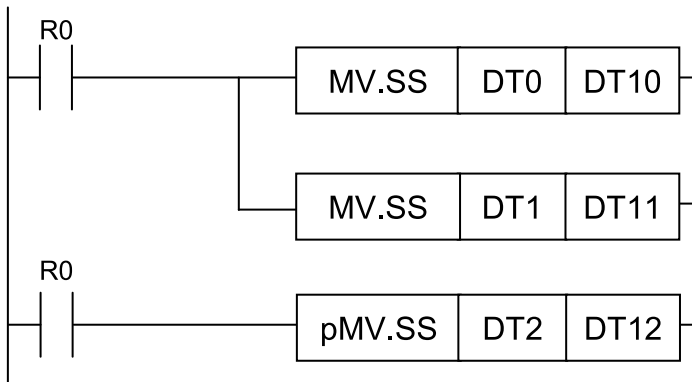 R0
MV.SS DT0 DT10
MV.SS DT1 DT11
R0
pMV.SS DT2 DT12